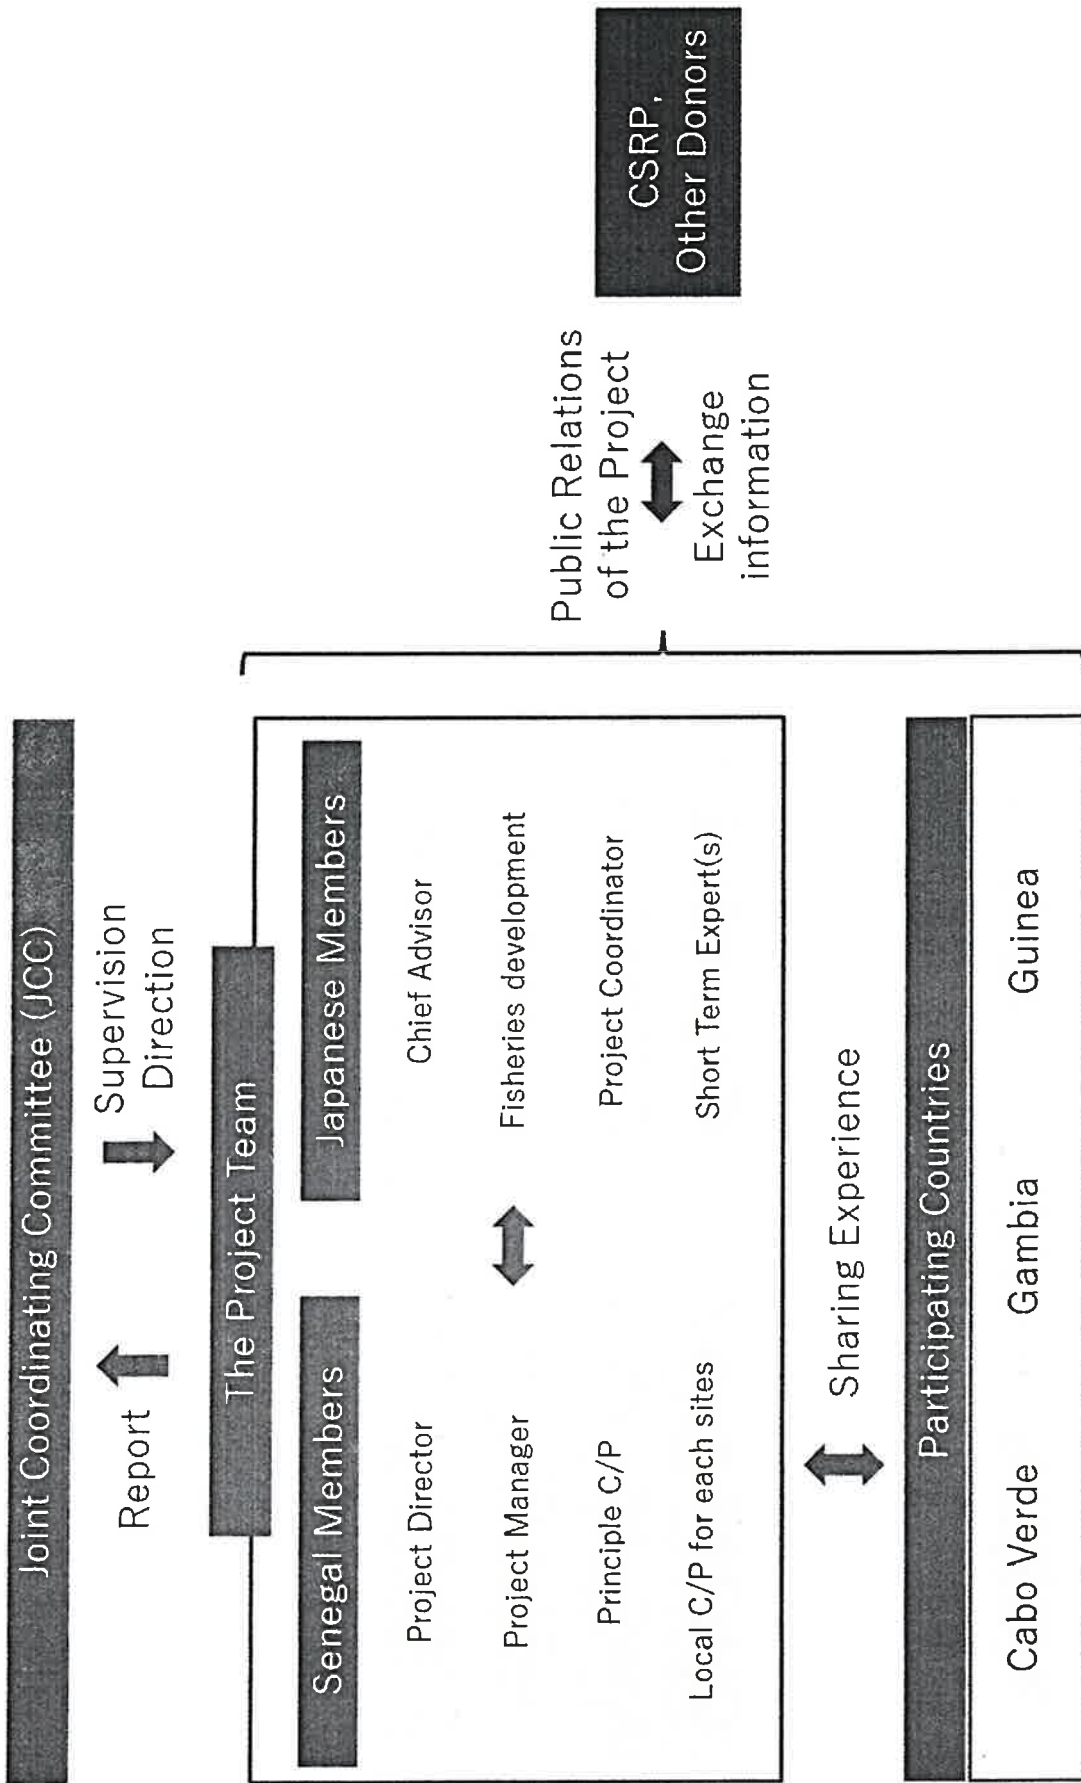 Joint Coordinating Committee (JCC)
Report
Supervision
Direction
The Project Team
Senegal Members
Project Director
Project Manager
Principle C/P
Local C/P for each sites
Japanese Members
Chief Advisor
Fisheries development
Project Coordinator
Short Term Expert(s)
Sharing Experience
Participating Countries
Cabo Verde
Gambia
Guinea
Public Relations
of the Project
Exchange
information
CSRP,
Other Donors